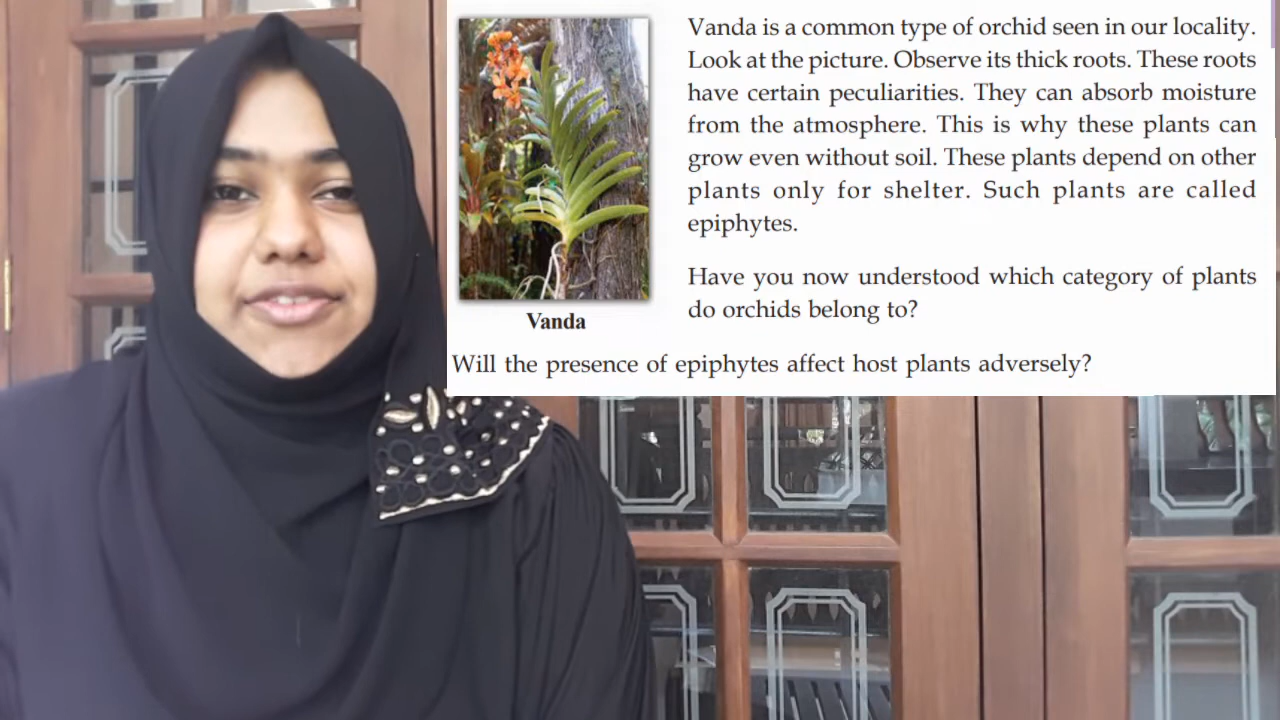 Vanda is a common type of orchid seen in our locality.
Look at the picture. Observe its thick roots. These roots
have certain peculiarities. They can absorb moisture
from the atmosphere. This is why these plants can
grow even without soil. These plants depend on other
plants only for shelter. Such plants are called
epiphytes.
Have you now understood which category of plants
do orchids belong to?
Vanda
Will the presence of epiphytes affect host plants adversely?